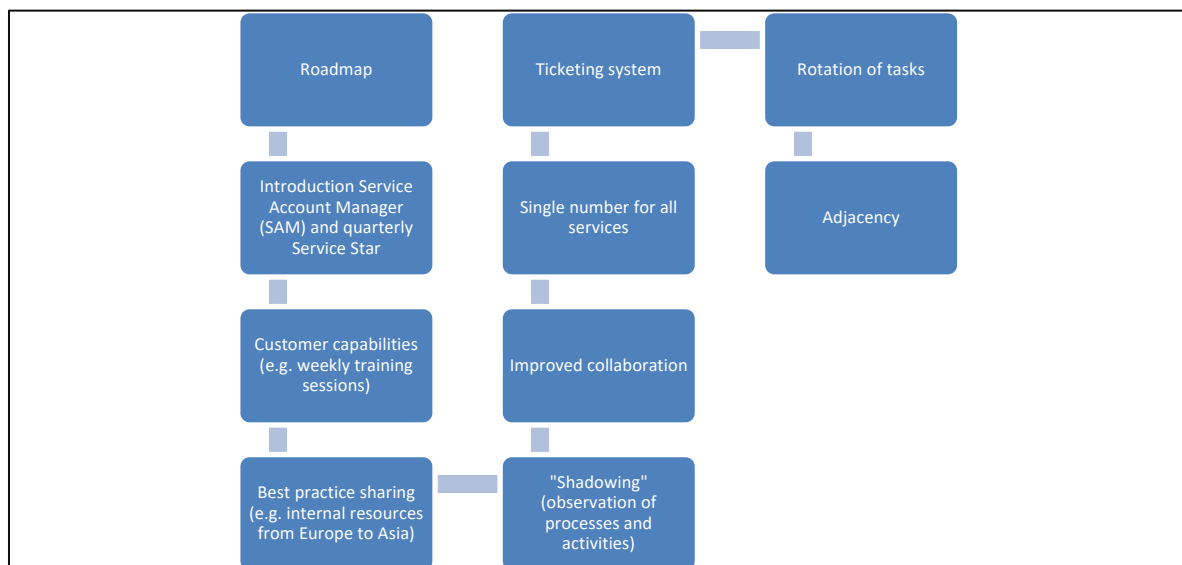 Roadmap
Introduction Service
Account Manager
(SAM) and quarterly
Service Star
Customer capabilities
(e.g. weekly training
sessions)
Best practice sharing
(e.g. internal resources
from Europe to Asia)
"Shadowing"
(observation of
processes and
activities)
Improved collaboration
Single number for all
services
Ticketing system
Rotation of tasks
Adjacency